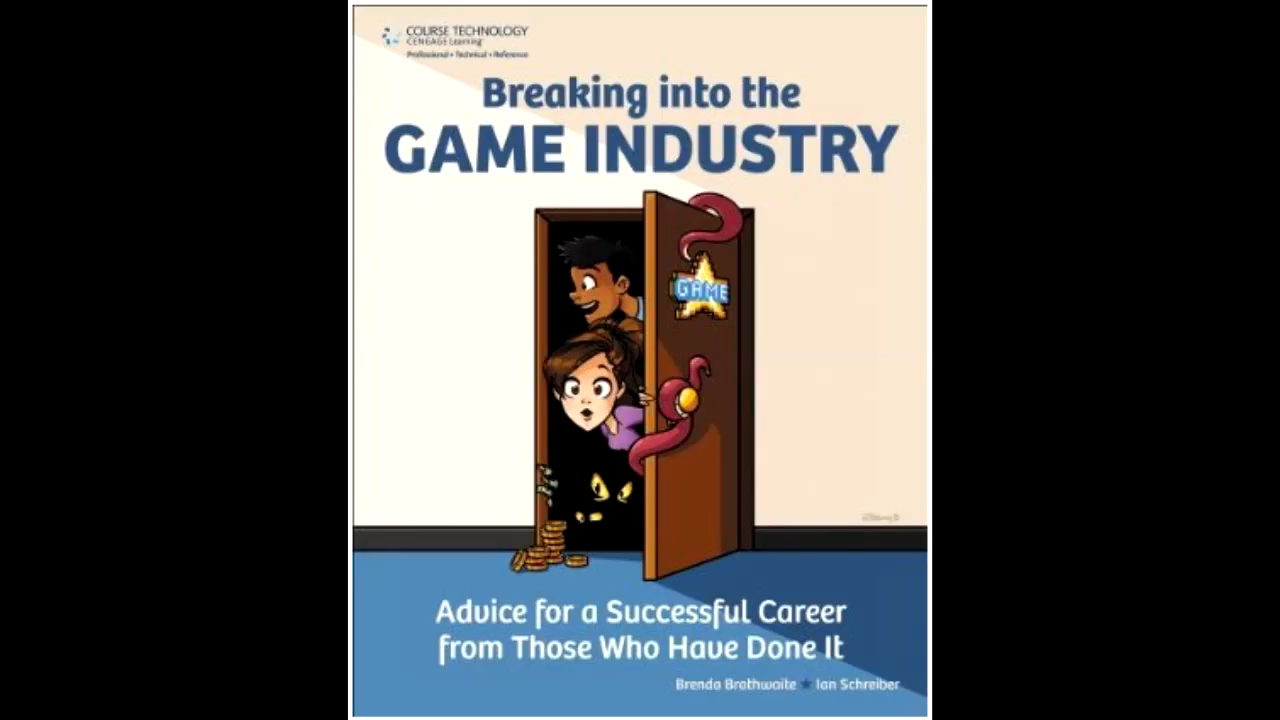 COURSE TECHNOLOGY
CENGAGE Learning
Professional • Technical • Reference
Breaking into the
GAME INDUSTRY
GAME
Advice for a Successful Career
from Those Who Have Done It
Brenda Brathwaite ★ Ian Schreiber